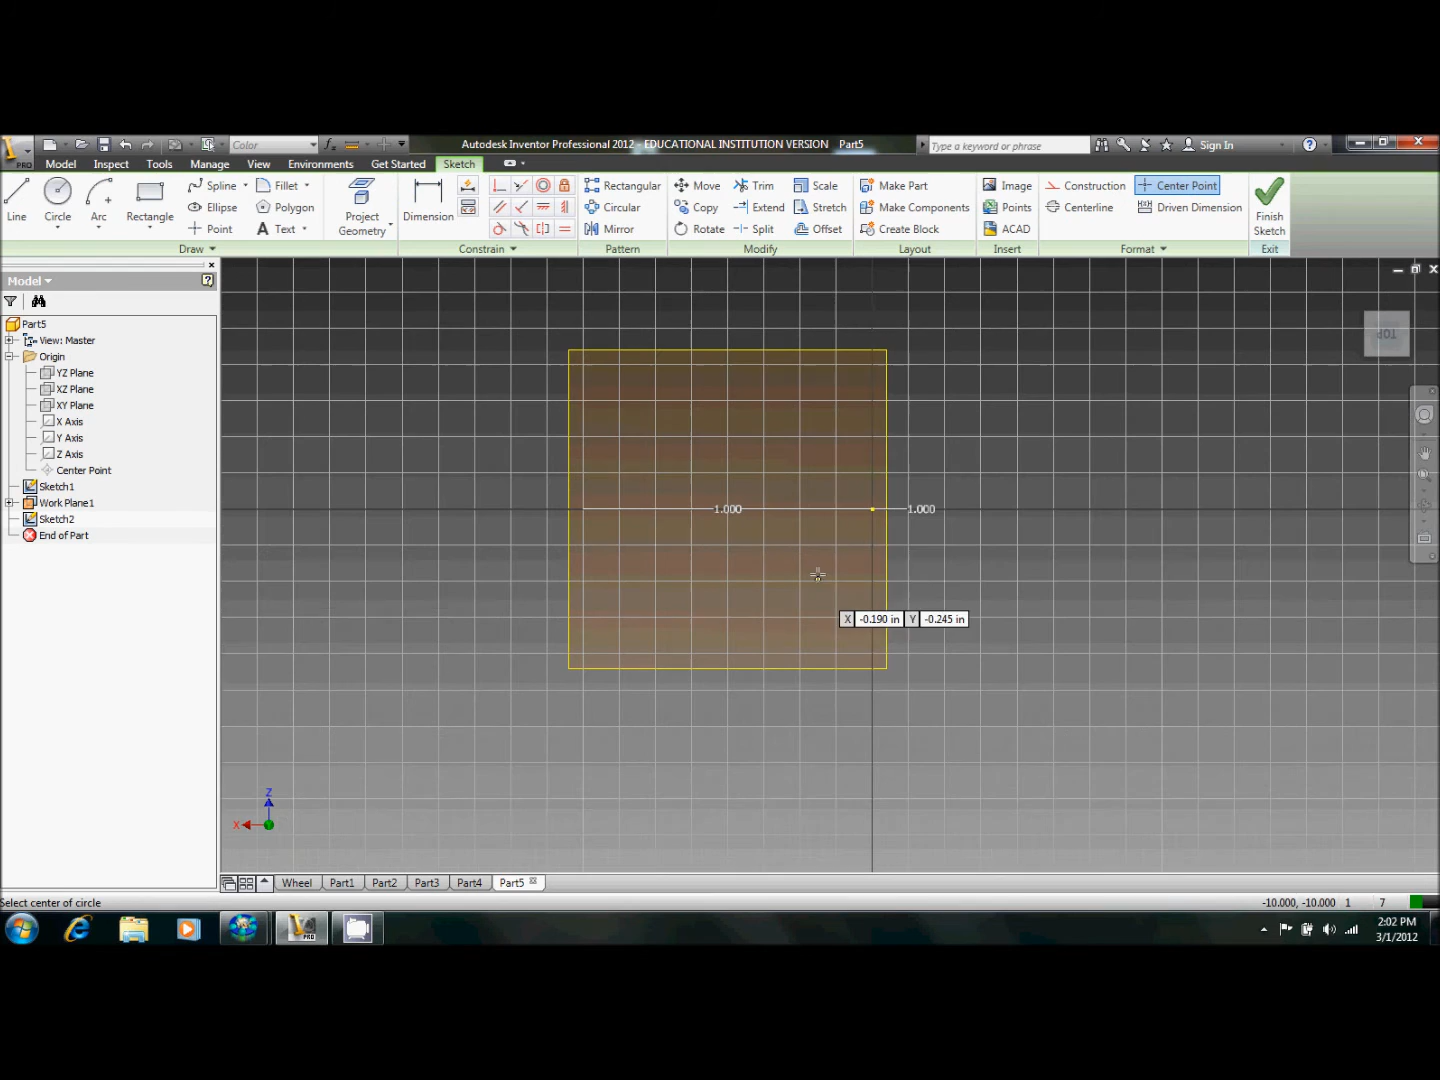 Color
Autodesk Inventor Professional 2012 - EDUCATIONAL INSTITUTION VERSION Part5
Type a keyword or phrase
Sign In
PRO
Model Inspect Tools Manage View Environments Get Started Sketch
Line Circle Arc Rectangle
Spline Fillet
Ellipse Polygon
Point Text
Project Geometry
Dimension
Rectangular
Circular
Mirror
Move Trim Scale
Copy Extend Stretch
Rotate Split Offset
Make Part
Make Components
Create Block
Image
Points
ACAD
Construction Center Point
Centerline Driven Dimension
Finish Sketch
Draw Constrain Pattern Modify Layout Insert Format Exit
Model
Part5
View: Master
Origin
YZ Plane
XZ Plane
XY Plane
X Axis
Y Axis
Z Axis
Center Point
Sketch1
Work Plane1
Sketch2
End of Part
TOP
1.000
1.000
X -0.190 in Y -0.245 in
Z
X
Wheel Part1 Part2 Part3 Part4 Part5
Select center of circle
-10.000, -10.000 1 7
PRO
2:02 PM
3/1/2012